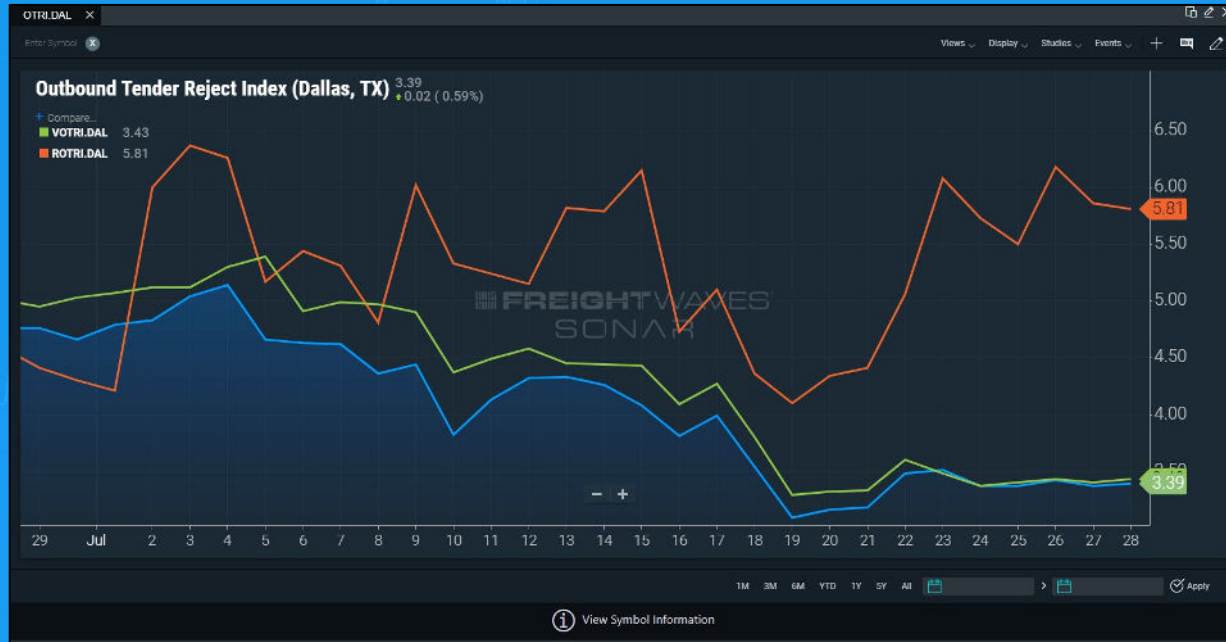 OTRI.DAL X
Enter Symbol X
Views Display Studies Events
Outbound Tender Reject Index (Dallas, TX) 3.39
0.02 ( 0.59%)
+ Compare...
VOTRI.DAL 3.43
ROTRI.DAL 5.81
6.50
6.00
5.81
5.50
5.00
FREIGHTWAVES
SONAR
4.50
4.00
3.50
3.39
− +
29 Jul 2 3 4 5 6 7 8 9 10 11 12 13 14 15 16 17 18 19 20 21 22 23 24 25 26 27 28
1M 3M 6M YTD 1Y 5Y All > Apply
View Symbol Information